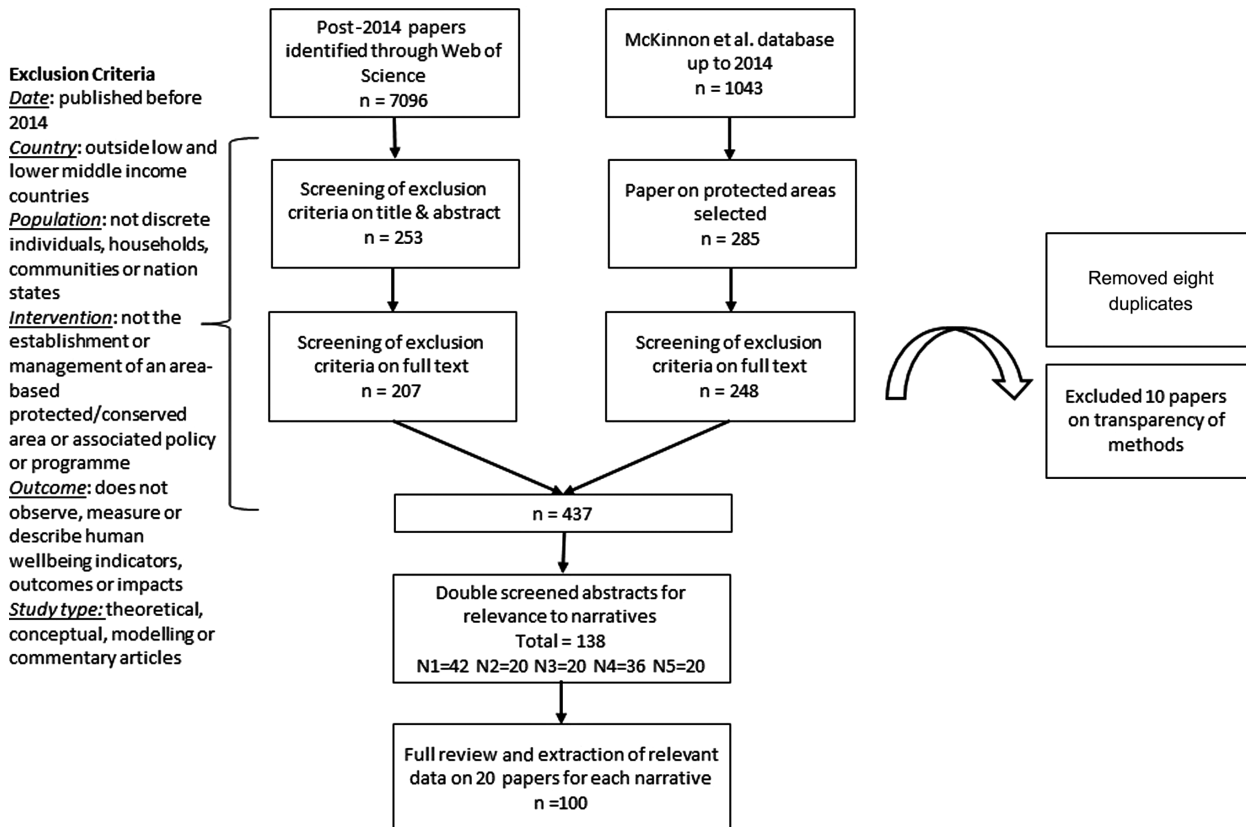 Exclusion Criteria
Date: published before
2014
Country: outside low and
lower middle income
countries
Population: not discrete
individuals, households,
communities or nation
states
Intervention: not the
establishment or
management of an area-
based
protected/conserved
area or associated policy
or programme
Outcome: does not
observe, measure or
describe human
wellbeing indicators,
outcomes or impacts
Study type: theoretical,
conceptual, modelling or
commentary articles
Post-2014 papers
identified through Web of
Science
n = 7096
McKinnon et al. database
up to 2014
n = 1043
Screening of exclusion
criteria on title & abstract
n = 253
Paper on protected areas
selected
n = 285
Screening of exclusion
criteria on full text
n = 207
Screening of exclusion
criteria on full text
n = 248
Removed eight
duplicates
Excluded 10 papers
on transparency of
methods
n = 437
Double screened abstracts for
relevance to narratives
Total = 138
N1=42 N2=20 N3=20 N4=36 N5=20
Full review and extraction of relevant
data on 20 papers for each narrative
n =100